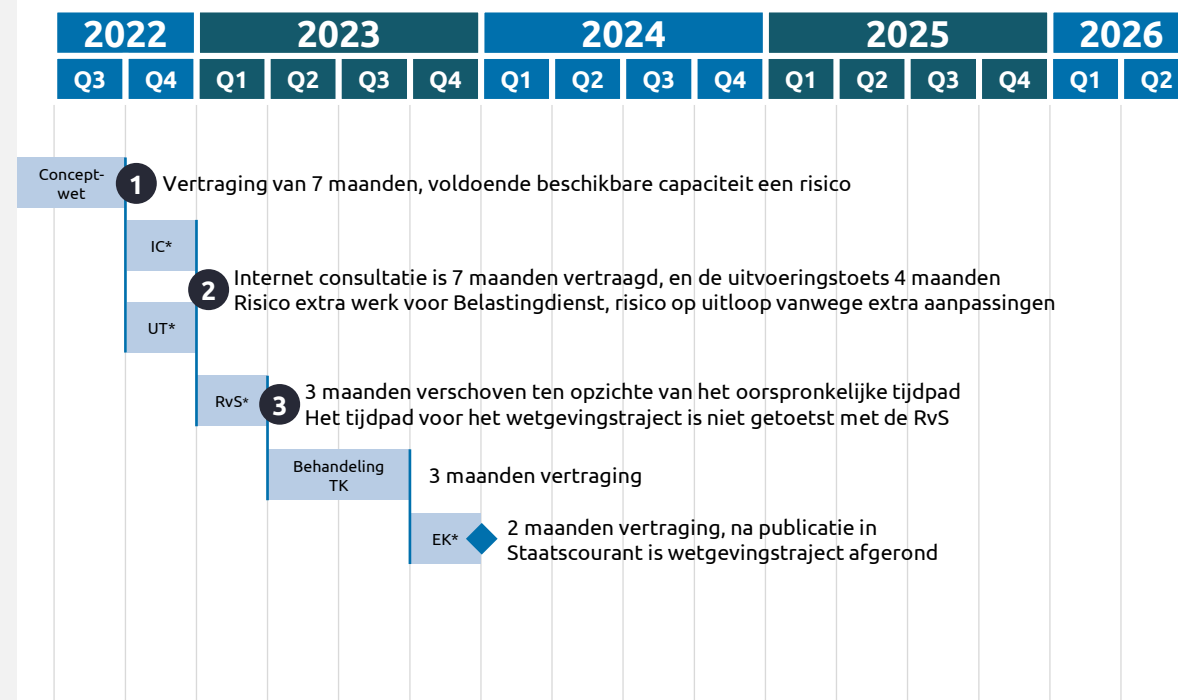 2022 2023 2024 2025 2026
Q3 Q4 Q1 Q2 Q3 Q4 Q1 Q2 Q3 Q4 Q1 Q2 Q3 Q4 Q1 Q2
Concept-
wet
1 Vertraging van 7 maanden, voldoende beschikbare capaciteit een risico
IC*
2
Internet consultatie is 7 maanden vertraagd, en de uitvoeringstoets 4 maanden
Risico extra werk voor Belastingdienst, risico op uitloop vanwege extra aanpassingen
UT*
RvS*
3
3 maanden verschoven ten opzichte van het oorspronkelijke tijdpad
Het tijdpad voor het wetgevingstraject is niet getoetst met de RvS
Behandeling
TK
3 maanden vertraging
EK*
2 maanden vertraging, na publicatie in
Staatscourant is wetgevingstraject afgerond